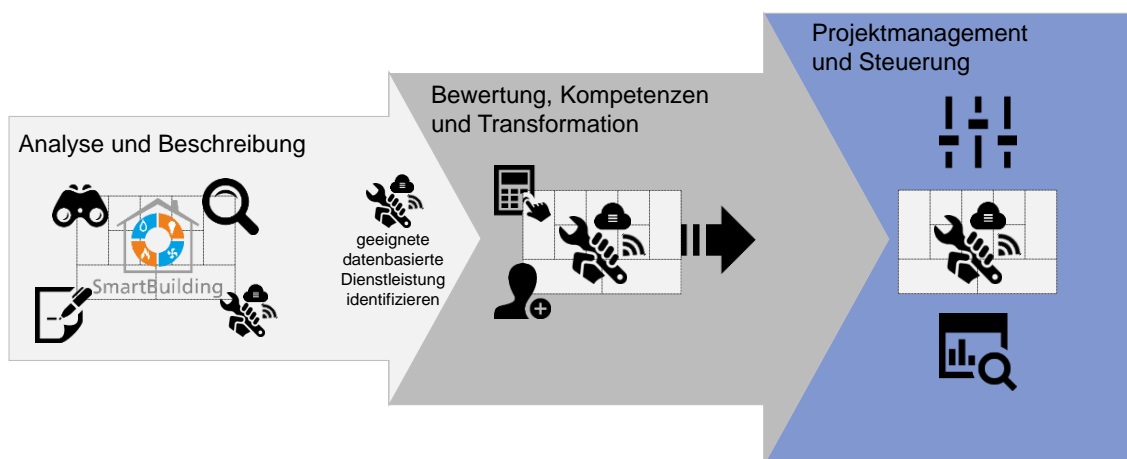 Analyse und Beschreibung
SmartBuilding
geeignete
datenbasierte
Dienstleistung
identifizieren
Bewertung, Kompetenzen
und Transformation
Projektmanagement
und Steuerung